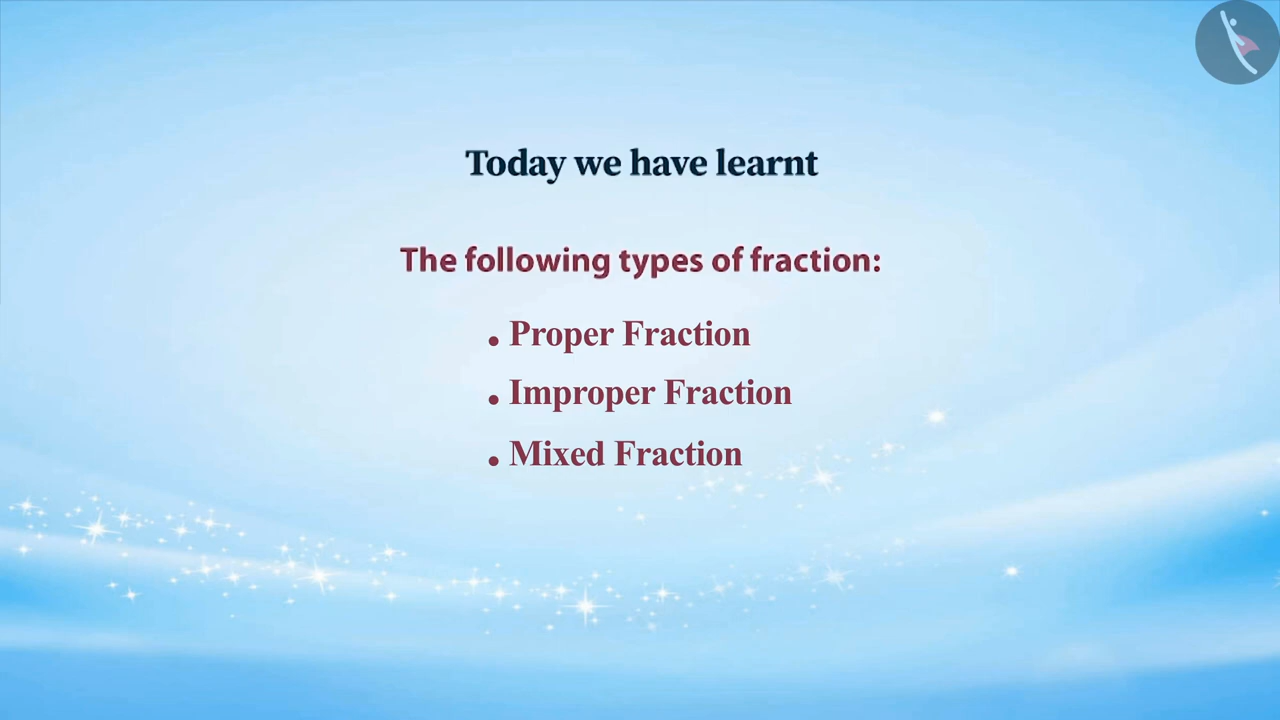 Today we have learnt
The following types of fraction:
. Proper Fraction
. Improper Fraction
. Mixed Fraction